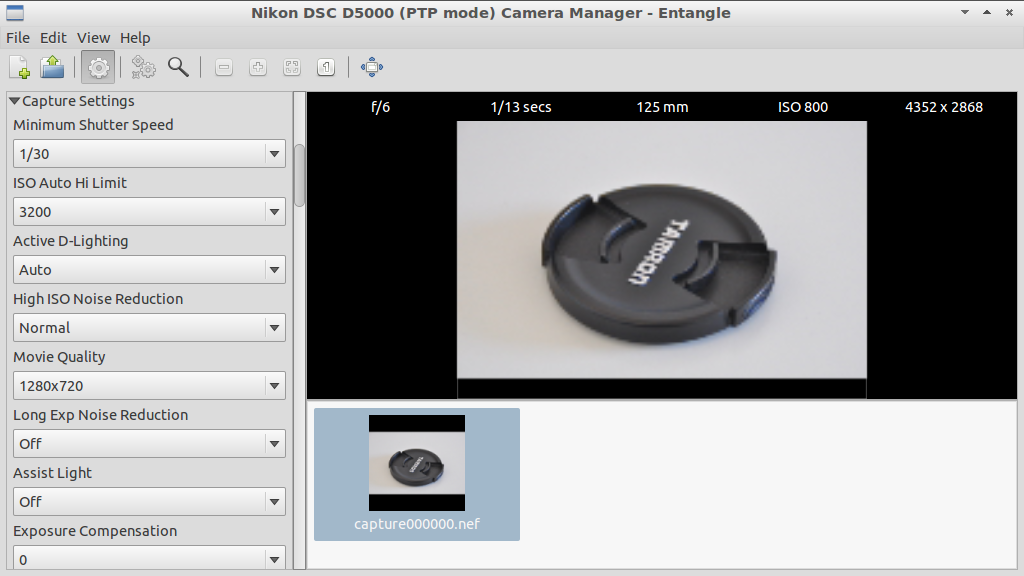 Nikon DSC D5000 (PTP mode) Camera Manager - Entangle
File Edit View Help
Capture Settings
Minimum Shutter Speed
1/30
ISO Auto Hi Limit
3200
Active D-Lighting
Auto
High ISO Noise Reduction
Normal
Movie Quality
1280x720
Long Exp Noise Reduction
Off
Assist Light
Off
Exposure Compensation
0
f/6 1/13 secs 125 mm ISO 800 4352 x 2868
TAMRON
TAMRON
capture000000.nef